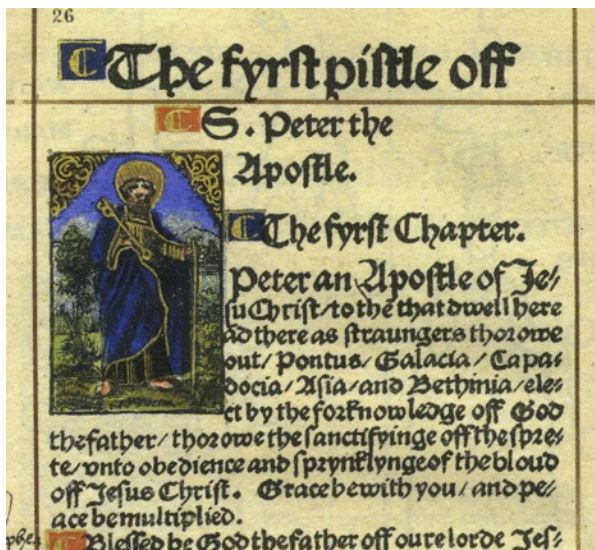 26
The fyrst pistle off
S. Peter the
Apostle.
The fyrst Chapter.
Peter an Apostle of Je/
su Christ/ to thē that dwell here
ād there as straungers thorowe
out/ Pontus/ Galacia/ Capa⸗
docia/ Asia/ and Bethinia/ ele⸗
ct by the forknowledge off God
the father/ thorowe the sanctifyinge off the spre⸗
te/ vnto obedience and sprynklynge of the bloud
off Jesus Christ. Grace be with you/ and pe⸗
ace be multiplied.
Blessed be God the father off oure lorde Jes⸗